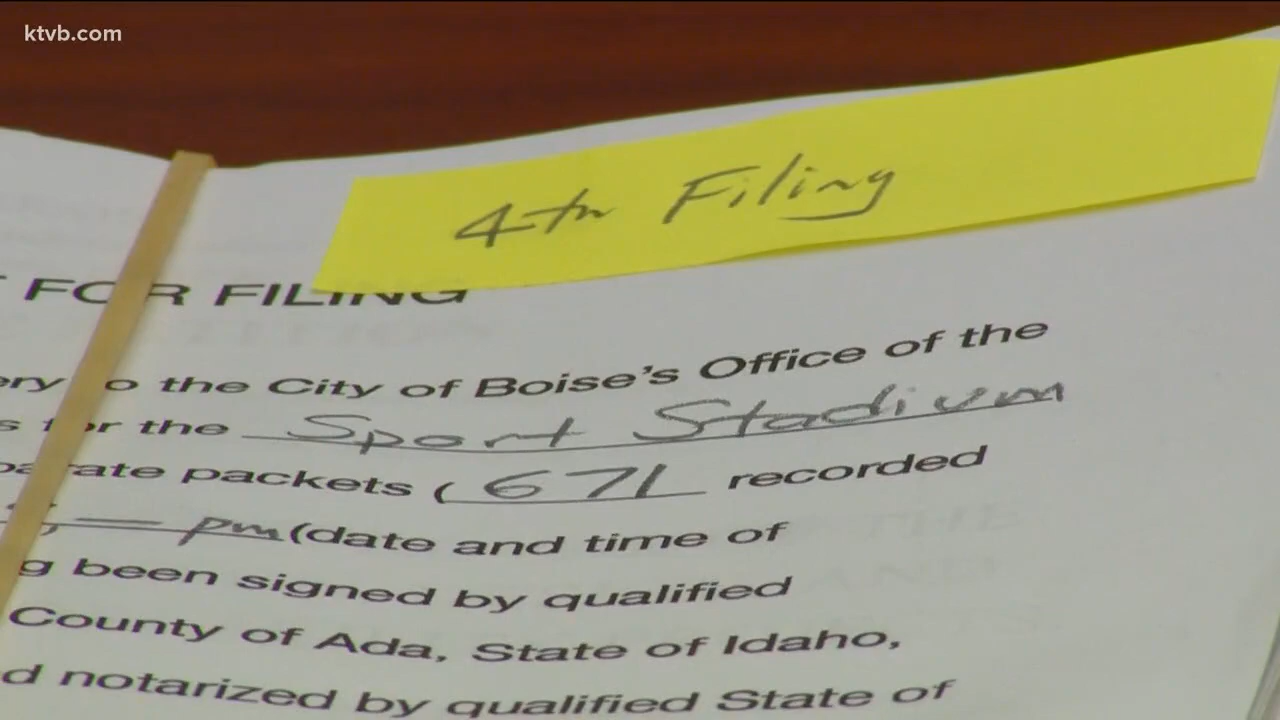 ktvb.com
4th Filing
FOR FILING
to the City of Boise's Office of the
for the Sport Stadium
packets (671 recorded
pm (date and time of
been signed by qualified
County of Ada, State of Idaho,
notarized by qualified State of